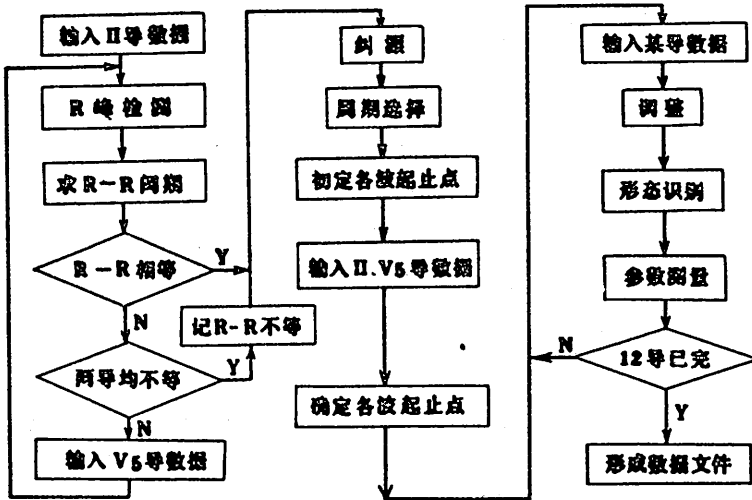 输入II导数据
R峰检测
求R-R间期
R-R相等
Y
N
记R-R不等
两导均不等
Y
N
输入V5导数据
纠漂
周期选择
初定各波起止点
输入II.V5导数据
确定各波起止点
输入某导数据
调整
形态识别
参数测量
12导已完
N
Y
形成数据文件